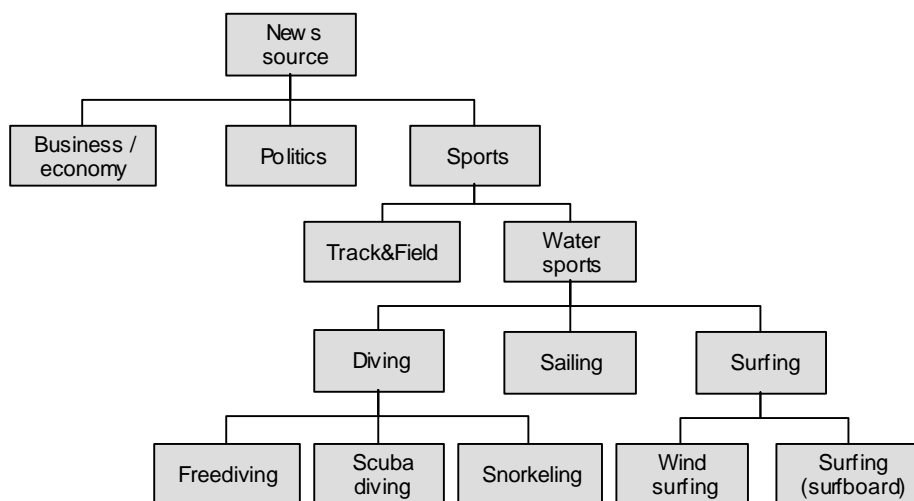 News
source
Business /
economy
Politics
Sports
Track&Field
Water
sports
Diving
Sailing
Surfing
Freediving
Scuba
diving
Snorkeling
Wind
surfing
Surfing
(surfboard)